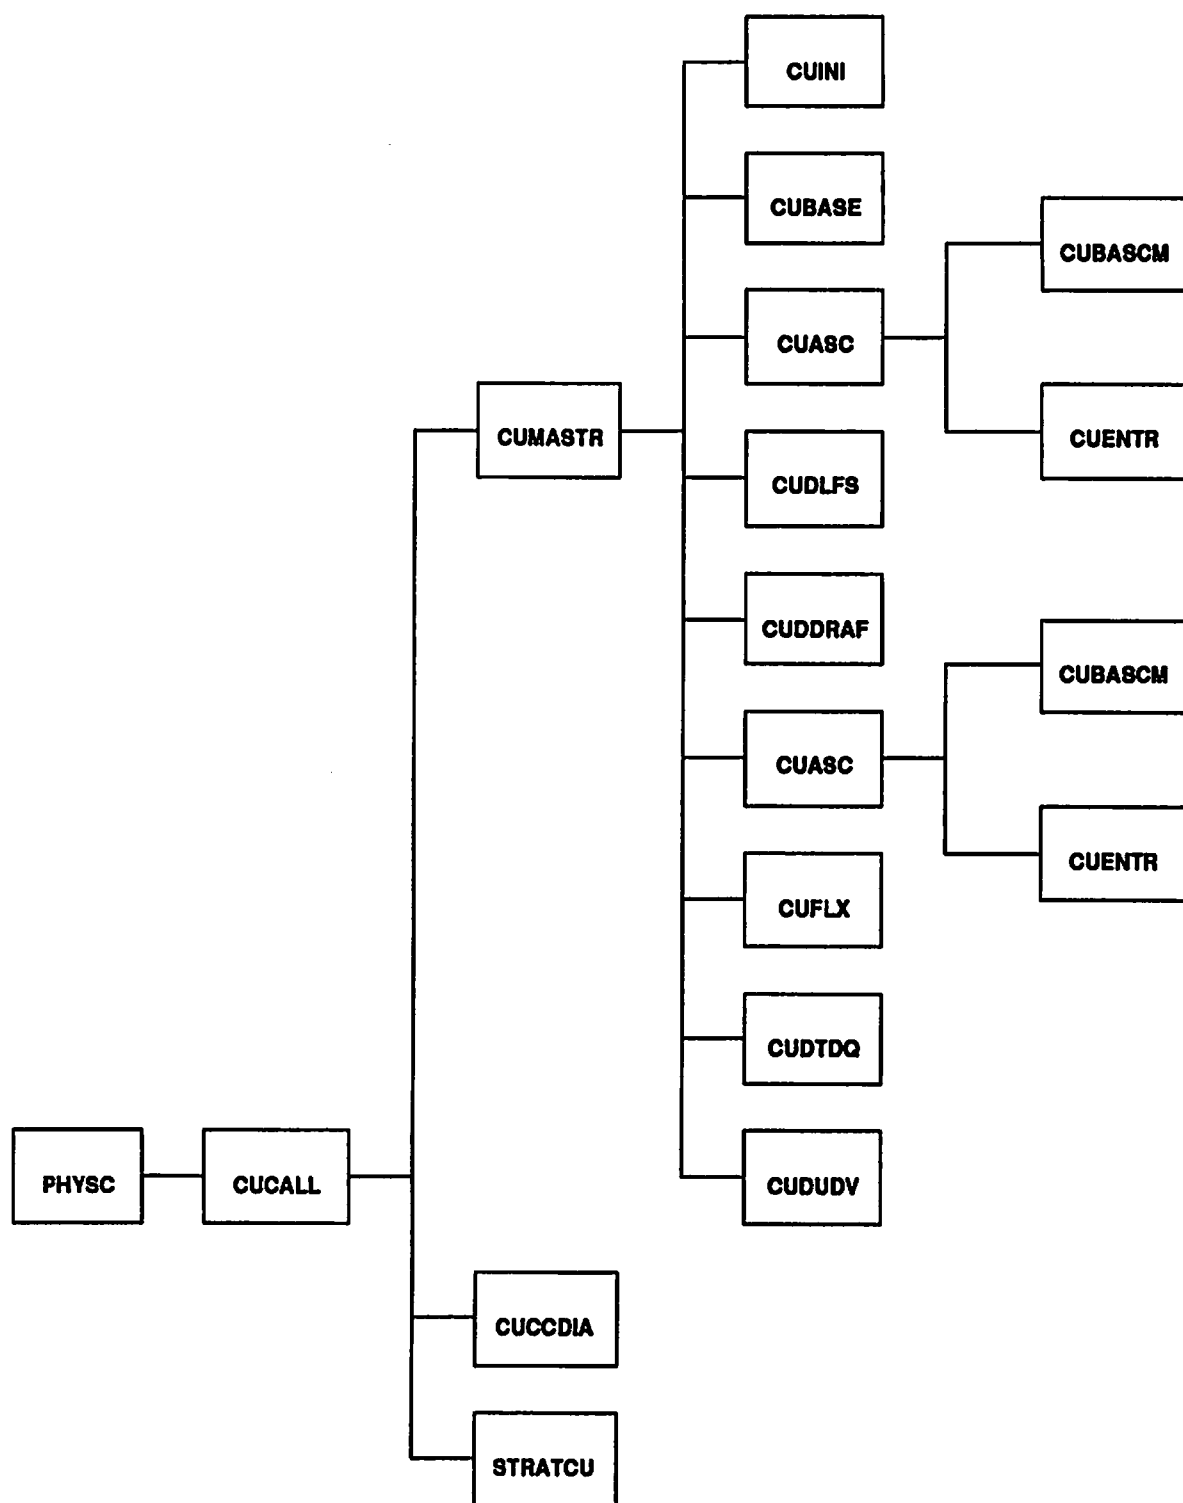 CUINI
CUBASE
CUBASCM
CUASC
CUMASTR
CUENTR
CUDLFS
CUDDRAF
CUBASCM
CUASC
CUENTR
CUFLX
CUDTDQ
PHYSC
CUCALL
CUDUDV
CUCCDIA
STRATCU